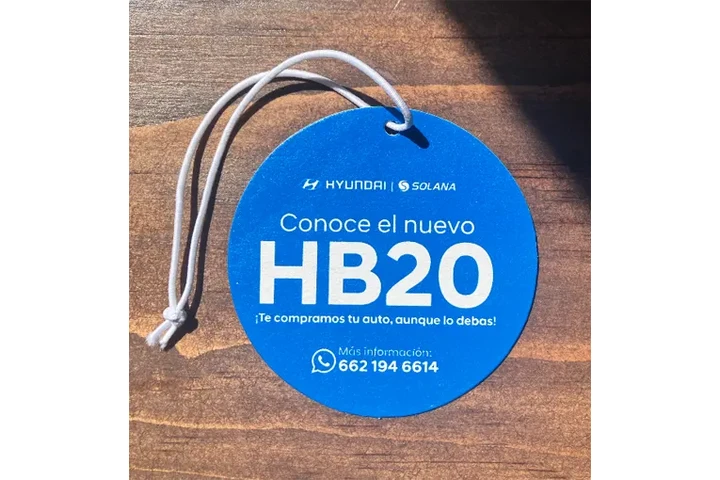 HYUNDAI | SOLANA
Conoce el nuevo
HB20
¡Te compramos tu auto, aunque lo debas!
Más información:
662 194 6614